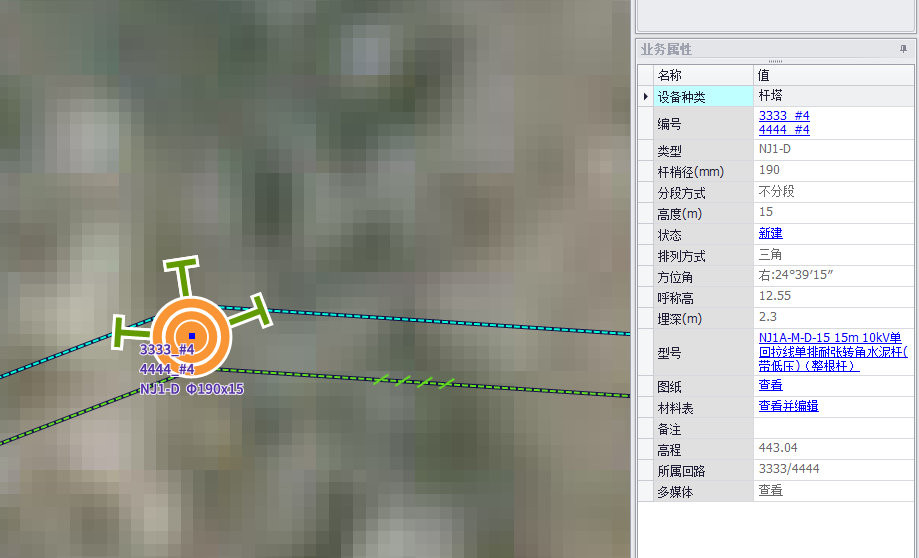 业务属性
名称 值
设备种类 杆塔
编号 3333_#4
4444_#4
类型 NJ1-D
杆梢径(mm) 190
分段方式 不分段
高度(m) 15
状态 新建
排列方式 三角
方位角 右:24°39′15″
呼称高 12.55
埋深(m) 2.3
型号 NJ1A-M-D-15 15m 10kV单
回拉线单排耐张转角水泥杆(
带低压)（整根杆）
图纸 查看
材料表 查看并编辑
备注
高程 443.04
所属回路 3333/4444
多媒体 查看
3333_#4
4444_#4
NJ1-D Φ190x15